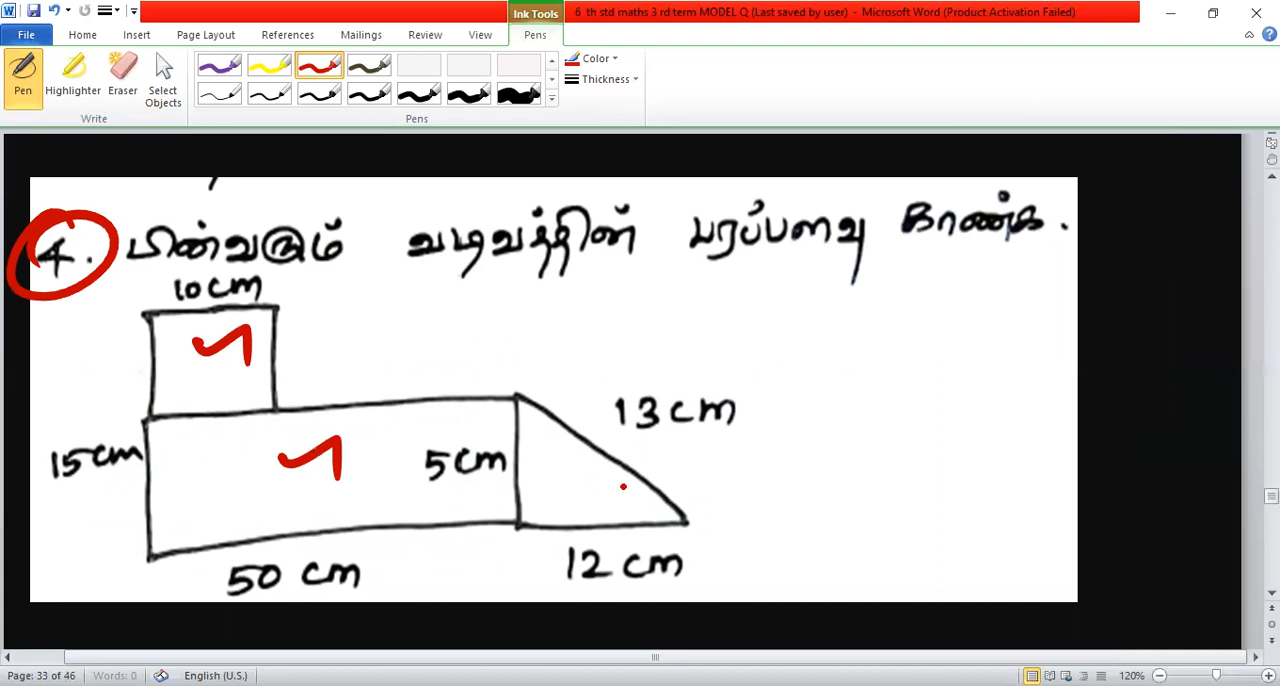 6 th std maths 3 rd term MODEL Q (Last saved by user) - Microsoft Word (Product Activation Failed)
Ink Tools
File Home Insert Page Layout References Mailings Review View Pens
Pen Highlighter Eraser Select Objects
Color
Thickness
Write Pens
4. பின்வரும் வடிவத்தின் பரப்பளவு காண்க.
10cm
13 cm
15cm 5cm
50 cm 12 cm
Page: 33 of 46 Words: 0 English (U.S.) 120%